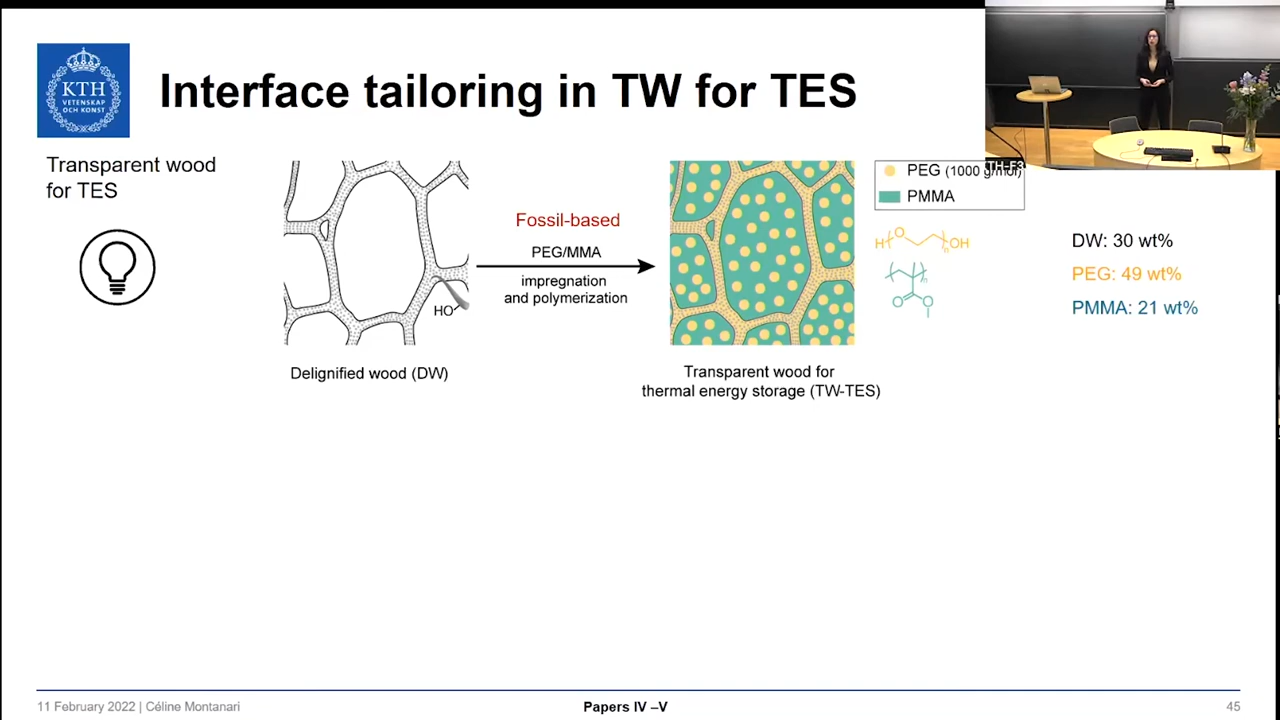 KTH
VETENSKAP
OCH KONST
Interface tailoring in TW for TES
Transparent wood
for TES
Fossil-based
PEG/MMA
impregnation
and polymerization
HO
Delignified wood (DW)
Transparent wood for
thermal energy storage (TW-TES)
TH-F3
PEG (1000 g/mol)
PMMA
H O n OH
O O n
DW: 30 wt%
PEG: 49 wt%
PMMA: 21 wt%
11 February 2022 | Céline Montanari
Papers IV –V
45